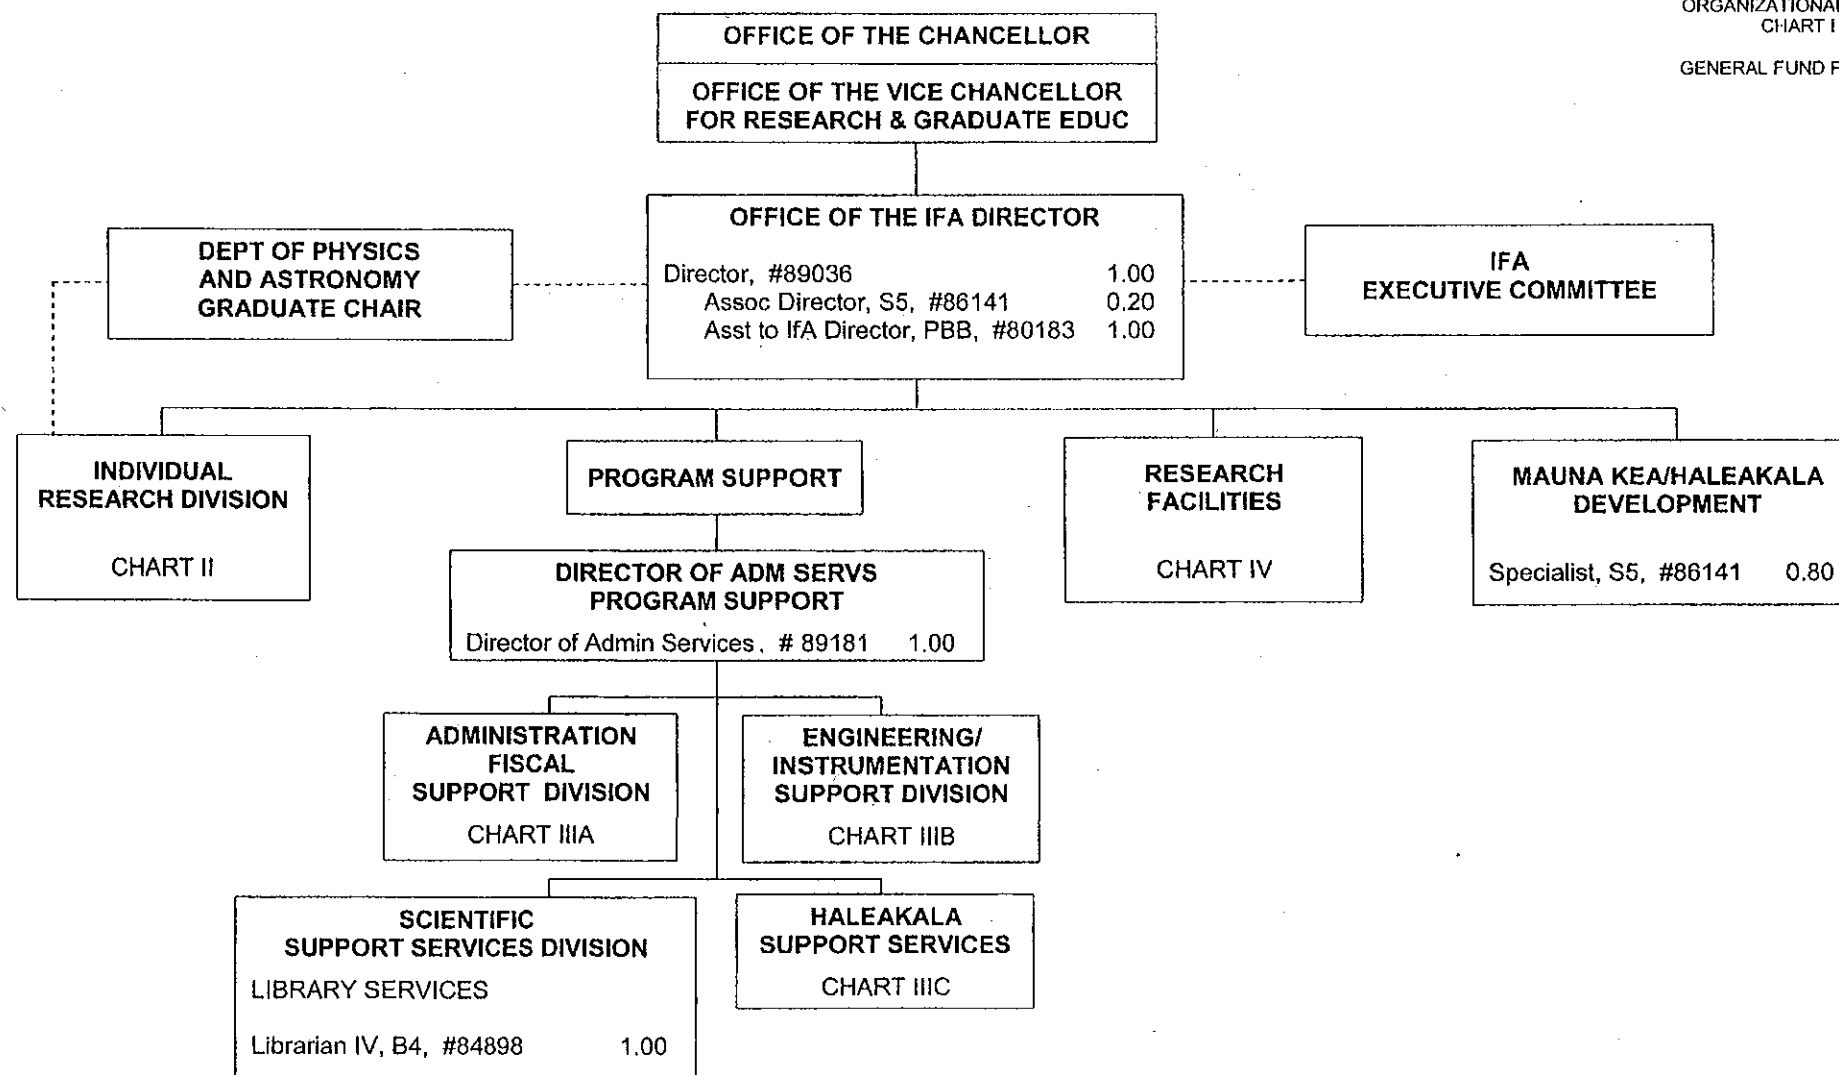 ORGANIZATIONAL
CHART I
GENERAL FUND
OFFICE OF THE CHANCELLOR
OFFICE OF THE VICE CHANCELLOR
FOR RESEARCH & GRADUATE EDUC
OFFICE OF THE IFA DIRECTOR
Director, #89036 1.00
Assoc Director, S5, #86141 0.20
Asst to IfA Director, PBB, #80183 1.00
DEPT OF PHYSICS
AND ASTRONOMY
GRADUATE CHAIR
IFA
EXECUTIVE COMMITTEE
INDIVIDUAL
RESEARCH DIVISION
CHART II
PROGRAM SUPPORT
RESEARCH
FACILITIES
CHART IV
MAUNA KEA/HALEAKALA
DEVELOPMENT
Specialist, S5, #86141 0.80
DIRECTOR OF ADM SERVS
PROGRAM SUPPORT
Director of Admin Services, # 89181 1.00
ADMINISTRATION
FISCAL
SUPPORT DIVISION
CHART IIIA
ENGINEERING/
INSTRUMENTATION
SUPPORT DIVISION
CHART IIIB
SCIENTIFIC
SUPPORT SERVICES DIVISION
LIBRARY SERVICES
Librarian IV, B4, #84898 1.00
HALEAKALA
SUPPORT SERVICES
CHART IIIC